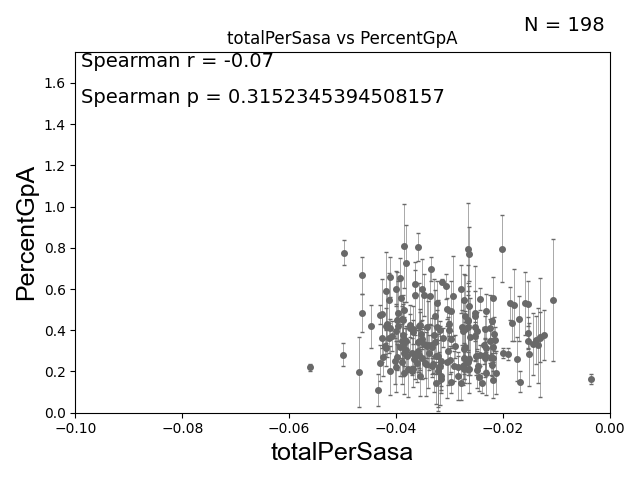 N = 198
totalPerSasa vs PercentGpA
Spearman r = -0.07
Spearman p = 0.3152345394508157
1.6
1.4
1.2
1.0
0.8
0.6
0.4
0.2
0.0
PercentGpA
−0.10 −0.08 −0.06 −0.04 −0.02 0.00
totalPerSasa